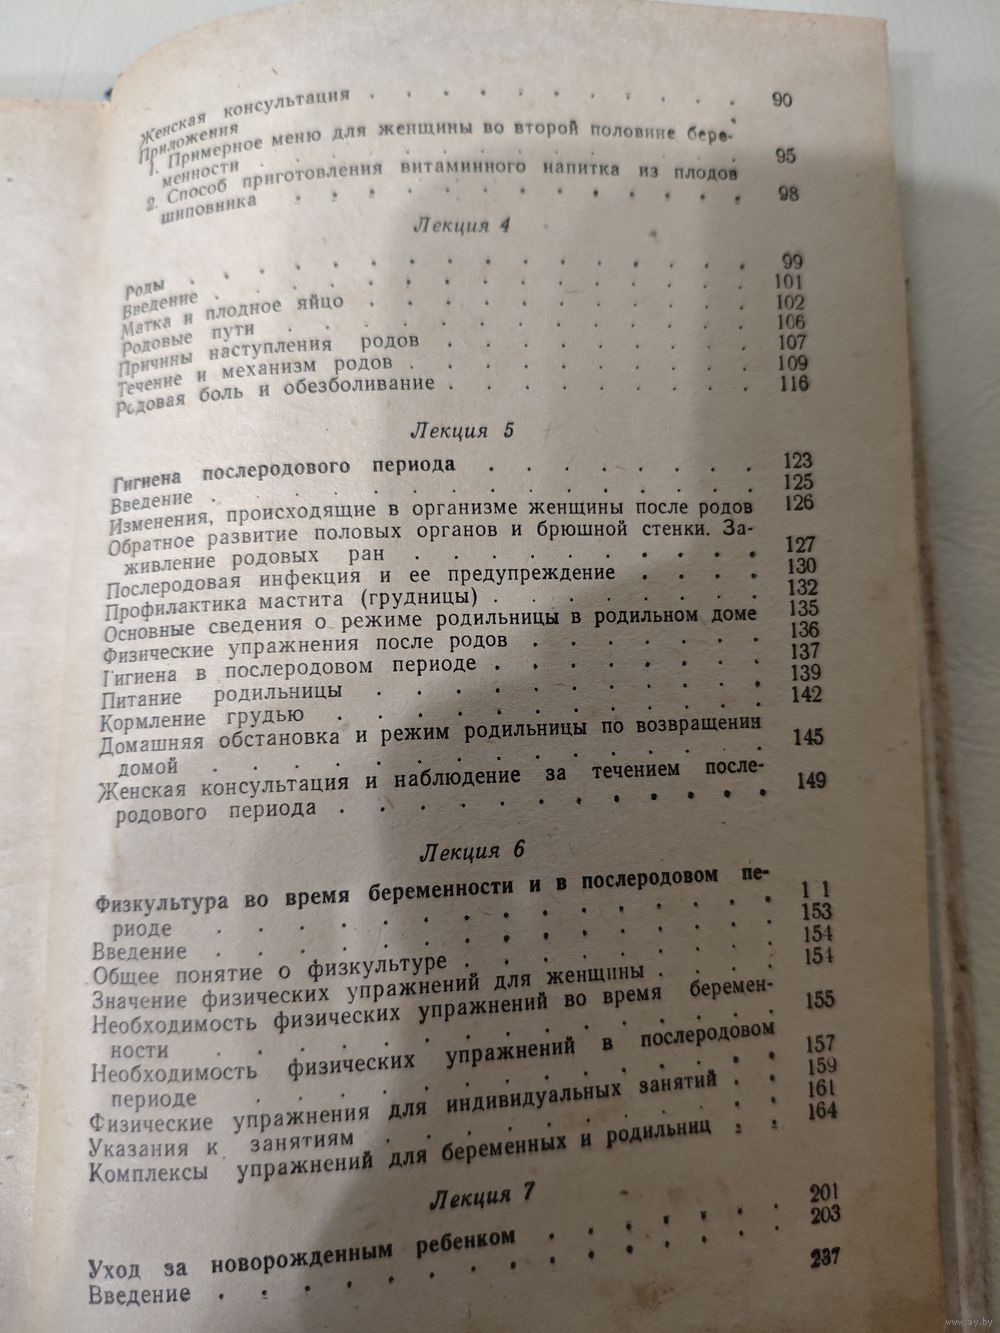 Женская консультация . . . . . . . . . . 90
Приложения
1. Примерное меню для женщины во второй половине бере-
менности . . . . . . . . . . . . 95
2. Способ приготовления витаминного напитка из плодов
шиповника . . . . . . . . . . . . 98
Лекция 4
Роды . . . . . . . . . . . . . . 99
Введение . . . . . . . . . . . . . 101
Матка и плодное яйцо . . . . . . . . . . 102
Родовые пути . . . . . . . . . . . . 106
Причины наступления родов . . . . . . . . 107
Течение и механизм родов . . . . . . . . . 109
Родовая боль и обезболивание . . . . . . . . 116
Лекция 5
Гигиена послеродового периода . . . . . . . 123
Введение . . . . . . . . . . . . . 125
Изменения, происходящие в организме женщины после родов 126
Обратное развитие половых органов и брюшной стенки. За-
живление родовых ран . . . . . . . . . 127
Послеродовая инфекция и ее предупреждение . . . . 130
Профилактика мастита (грудницы) . . . . . . . 132
Основные сведения о режиме родильницы в родильном доме 135
Физические упражнения после родов . . . . . . 136
Гигиена в послеродовом периоде . . . . . . . 137
Питание родильницы . . . . . . . . . . 139
Кормление грудью . . . . . . . . . . . 142
Домашняя обстановка и режим родильницы по возвращении
домой . . . . . . . . . . . . . 145
Женская консультация и наблюдение за течением после-
родового периода . . . . . . . . . . . 149
Лекция 6
Физкультура во время беременности и в послеродовом пе-
риоде . . . . . . . . . . . . . 1 1
Введение . . . . . . . . . . . . . 153
Общее понятие о физкультуре . . . . . . . . 154
Значение физических упражнений для женщины . . . . 154
Необходимость физических упражнений во время беремен-
ности . . . . . . . . . . . . . 155
Необходимость физических упражнений в послеродовом
периоде . . . . . . . . . . . . 157
Физические упражнения для индивидуальных занятий . . 159
Указания к занятиям . . . . . . . . . . 161
Комплексы упражнений для беременных и родильниц . . 164
Лекция 7
Уход за новорожденным ребенком . . . . . . 201
Введение . . . . . . . . . . . . . 203
237
www.ay.by